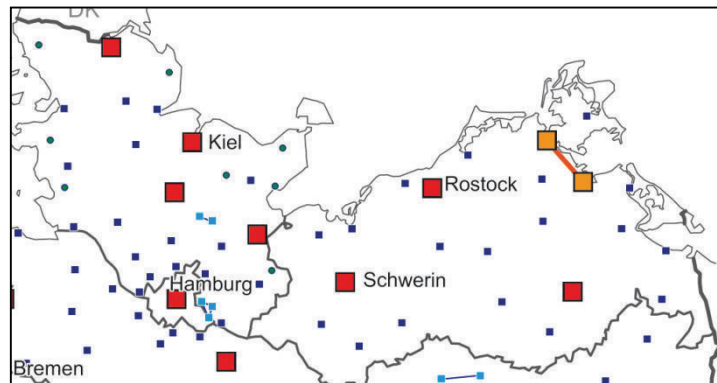 DK
Kiel
Rostock
Schwerin
Hamburg
Bremen